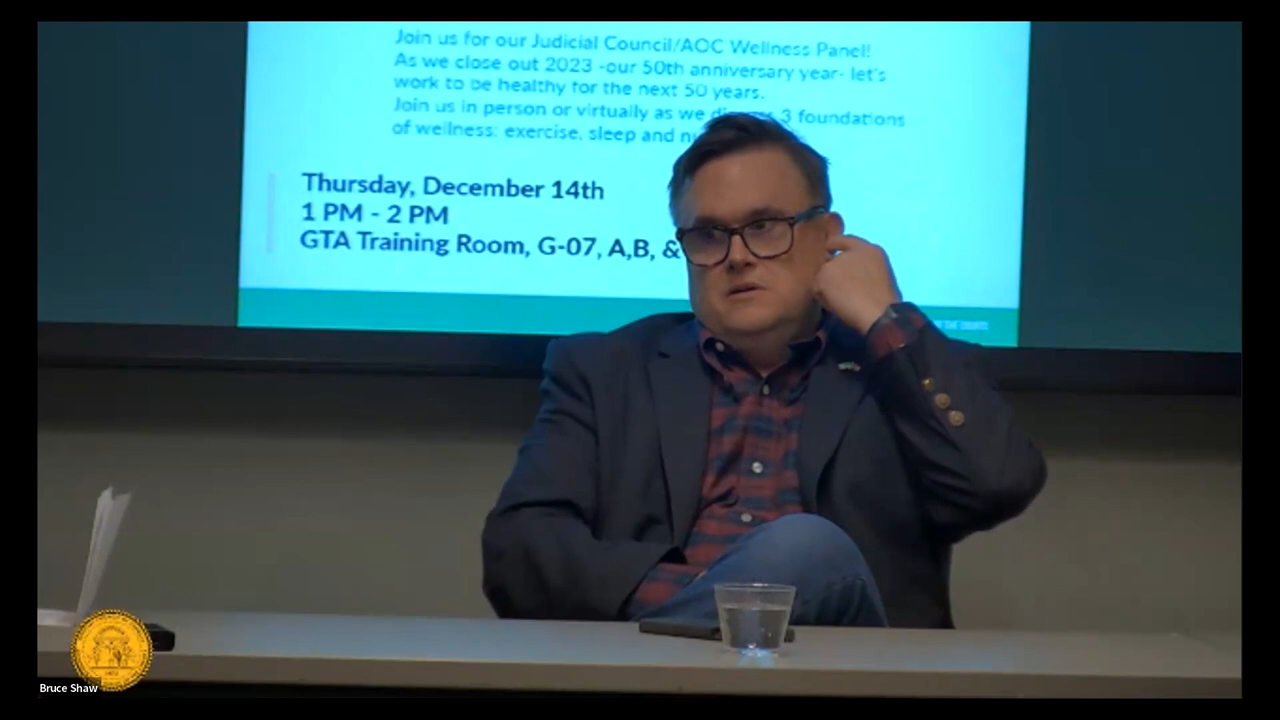 Join us for our Judicial Council/AOC Wellness Panel!
As we close out 2023 -our 50th anniversary year- let's
work to be healthy for the next 50 years.
Join us in person or virtually as we 3 foundations
of wellness: exercise, sleep and
Thursday, December 14th
1 PM - 2 PM
GTA Training Room, G-07, A,B, &
Bruce Shaw